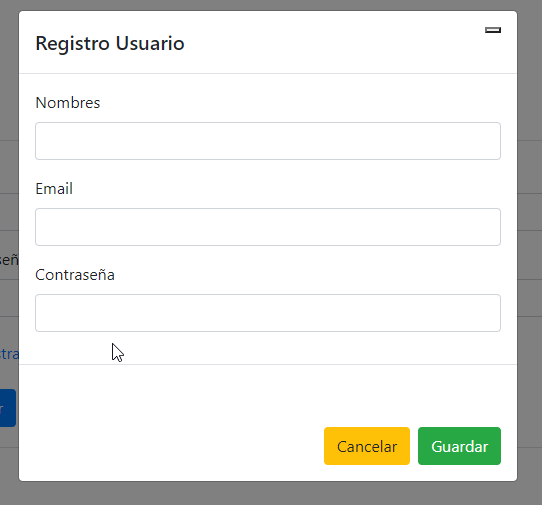 Registro Usuario
Nombres
Email
Contraseña
Cancelar
Guardar